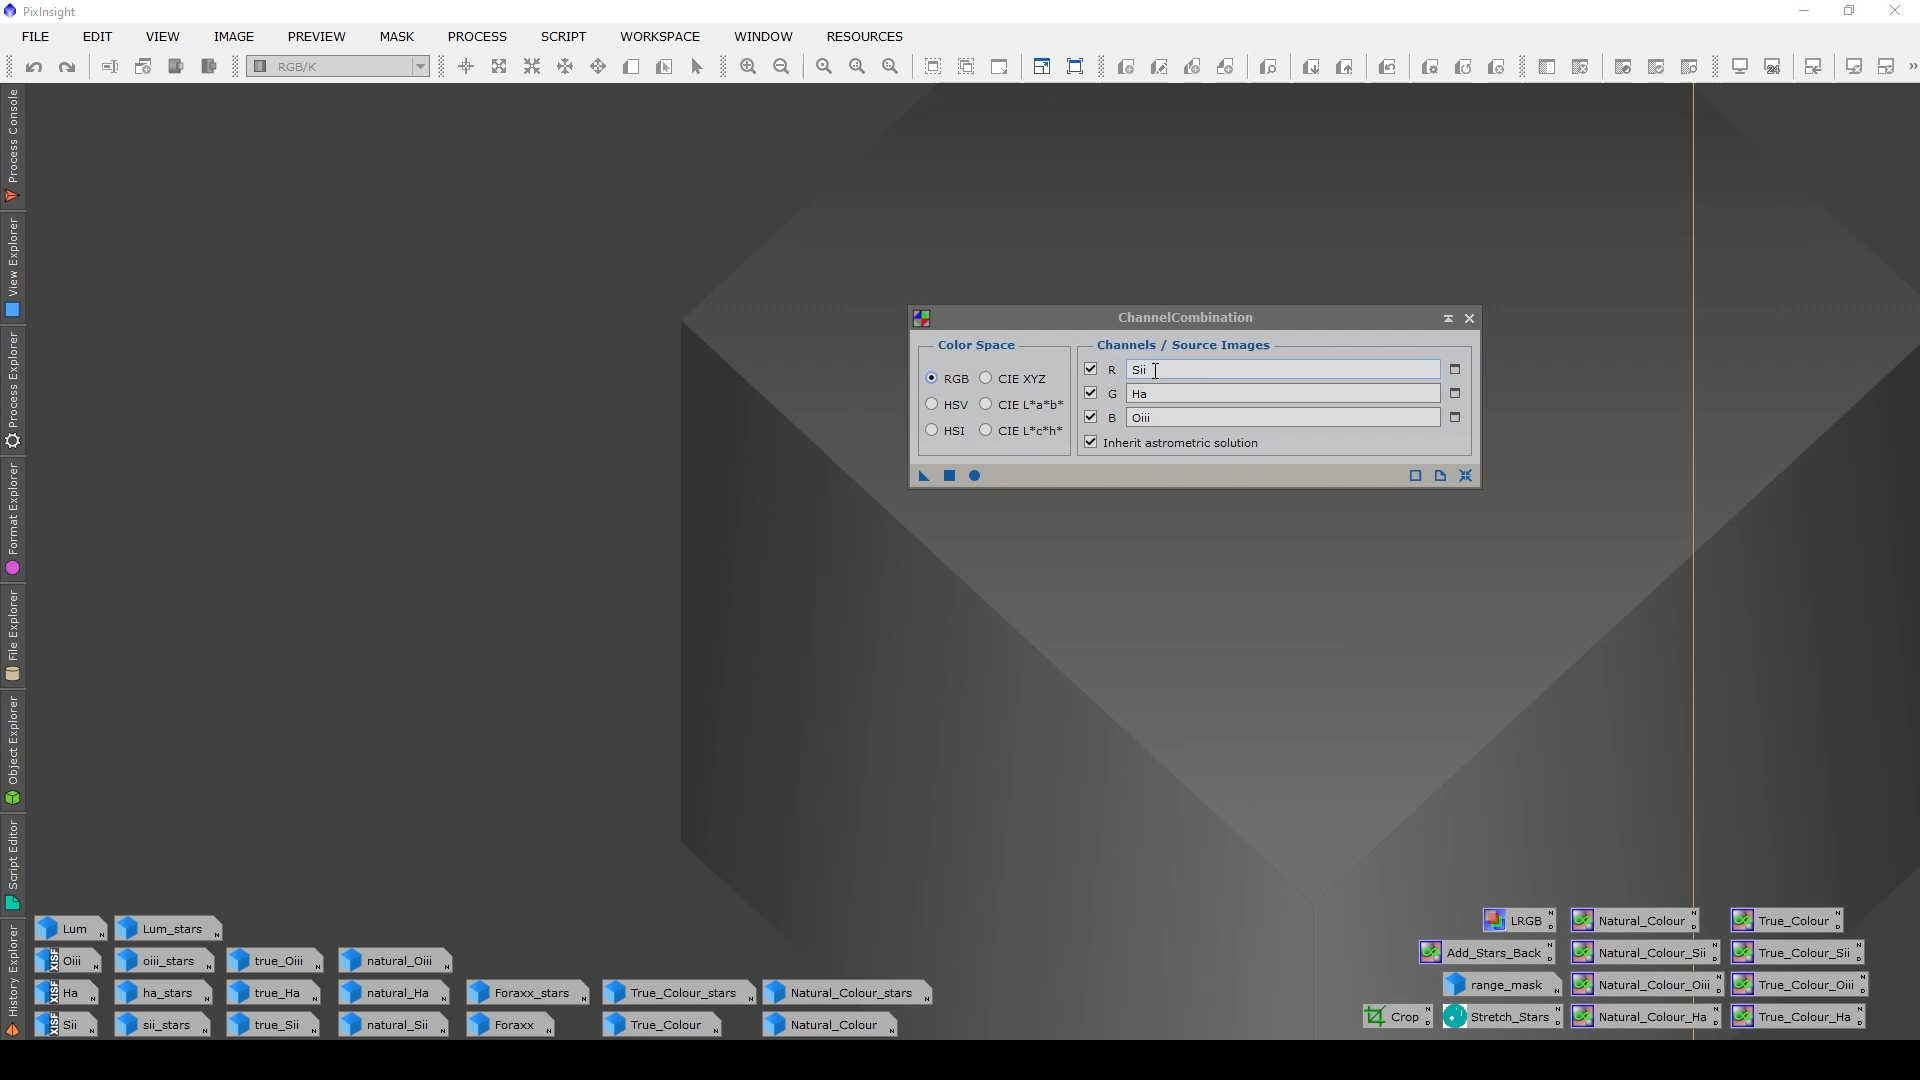 PixInsight
FILE EDIT VIEW IMAGE PREVIEW MASK PROCESS SCRIPT WORKSPACE WINDOW RESOURCES
RGB/K
Process Console
View Explorer
Process Explorer
Format Explorer
File Explorer
Object Explorer
Script Editor
History Explorer
ChannelCombination
Color Space
RGB CIE XYZ
HSV CIE L*a*b*
HSI CIE L*c*h*
Channels / Source Images
R Sii
G Ha
B Oiii
Inherit astrometric solution
Lum Lum_stars
Oiii oiii_stars true_Oiii natural_Oiii
Ha ha_stars true_Ha natural_Ha Foraxx_stars True_Colour_stars Natural_Colour_stars
Sii sii_stars true_Sii natural_Sii Foraxx True_Colour Natural_Colour
LRGB Natural_Colour True_Colour
Add_Stars_Back Natural_Colour_Sii True_Colour_Sii
range_mask Natural_Colour_Oiii True_Colour_Oiii
Crop Stretch_Stars Natural_Colour_Ha True_Colour_Ha